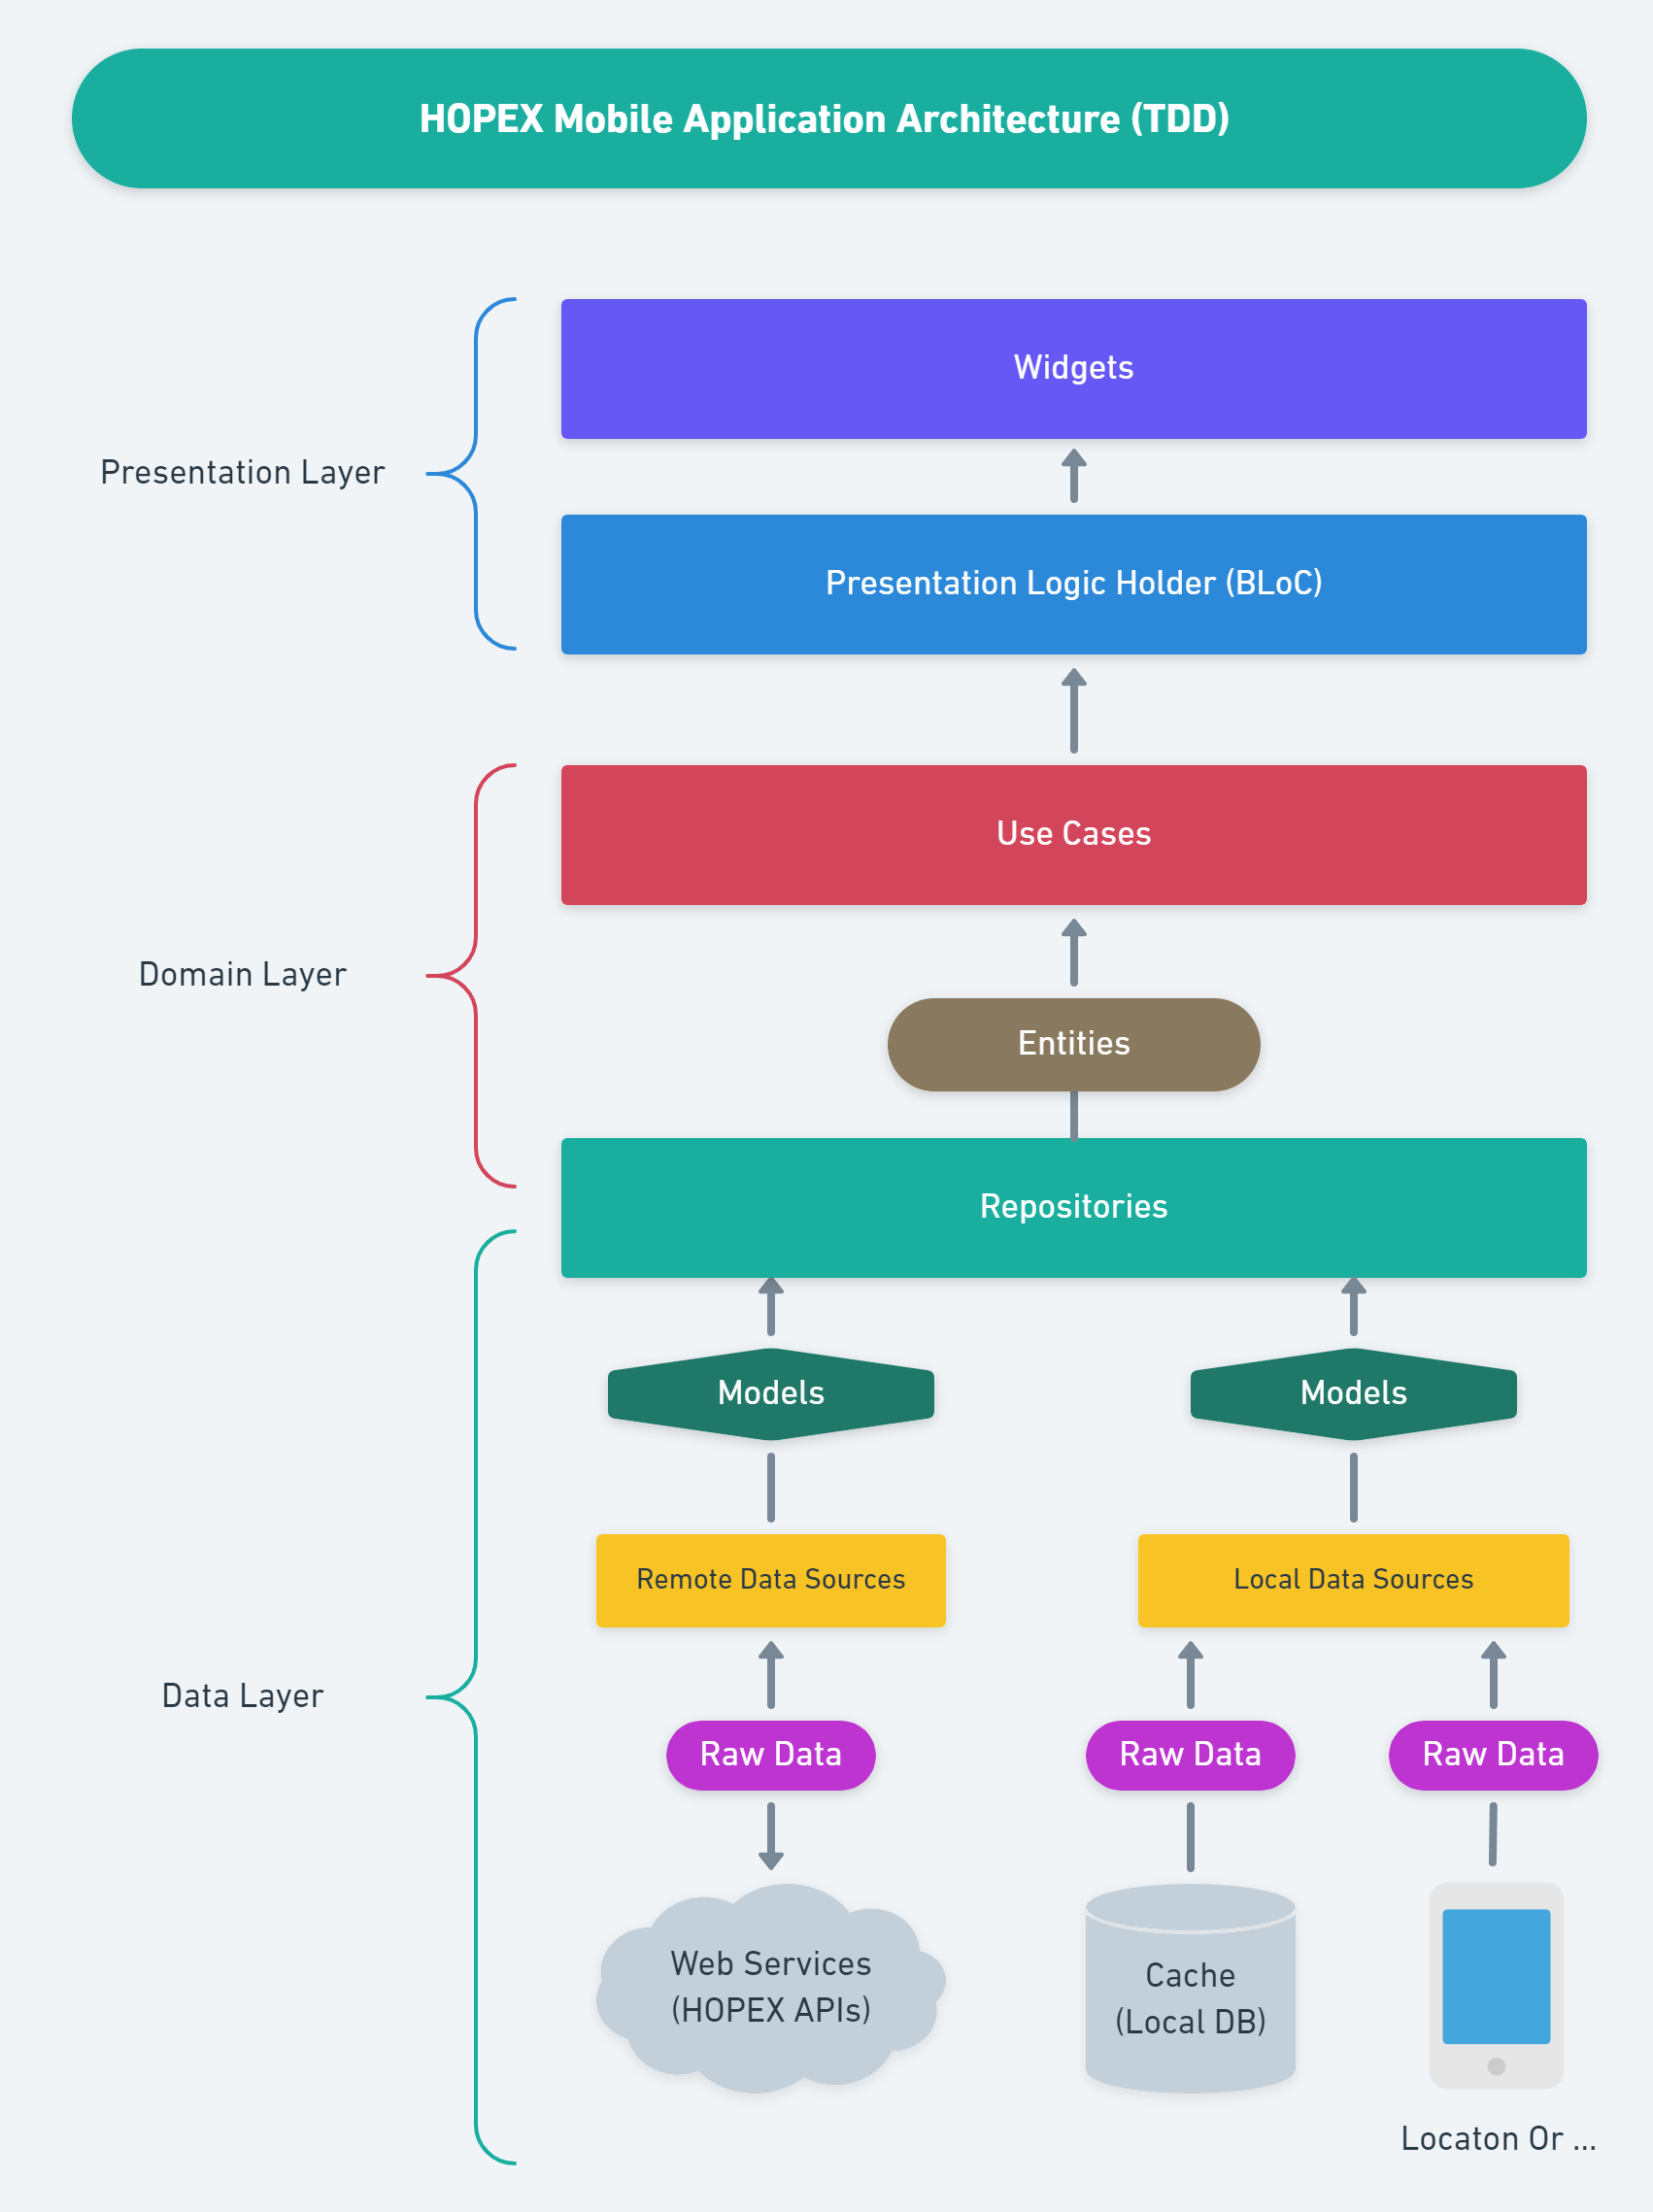 HOPEX Mobile Application Architecture (TDD)
Widgets
Presentation Layer
Presentation Logic Holder (BLoC)
Use Cases
Domain Layer
Entities
Repositories
Models
Models
Remote Data Sources
Local Data Sources
Data Layer
Raw Data
Raw Data
Raw Data
Web Services
(HOPEX APIs)
Cache
(Local DB)
Locaton Or ...